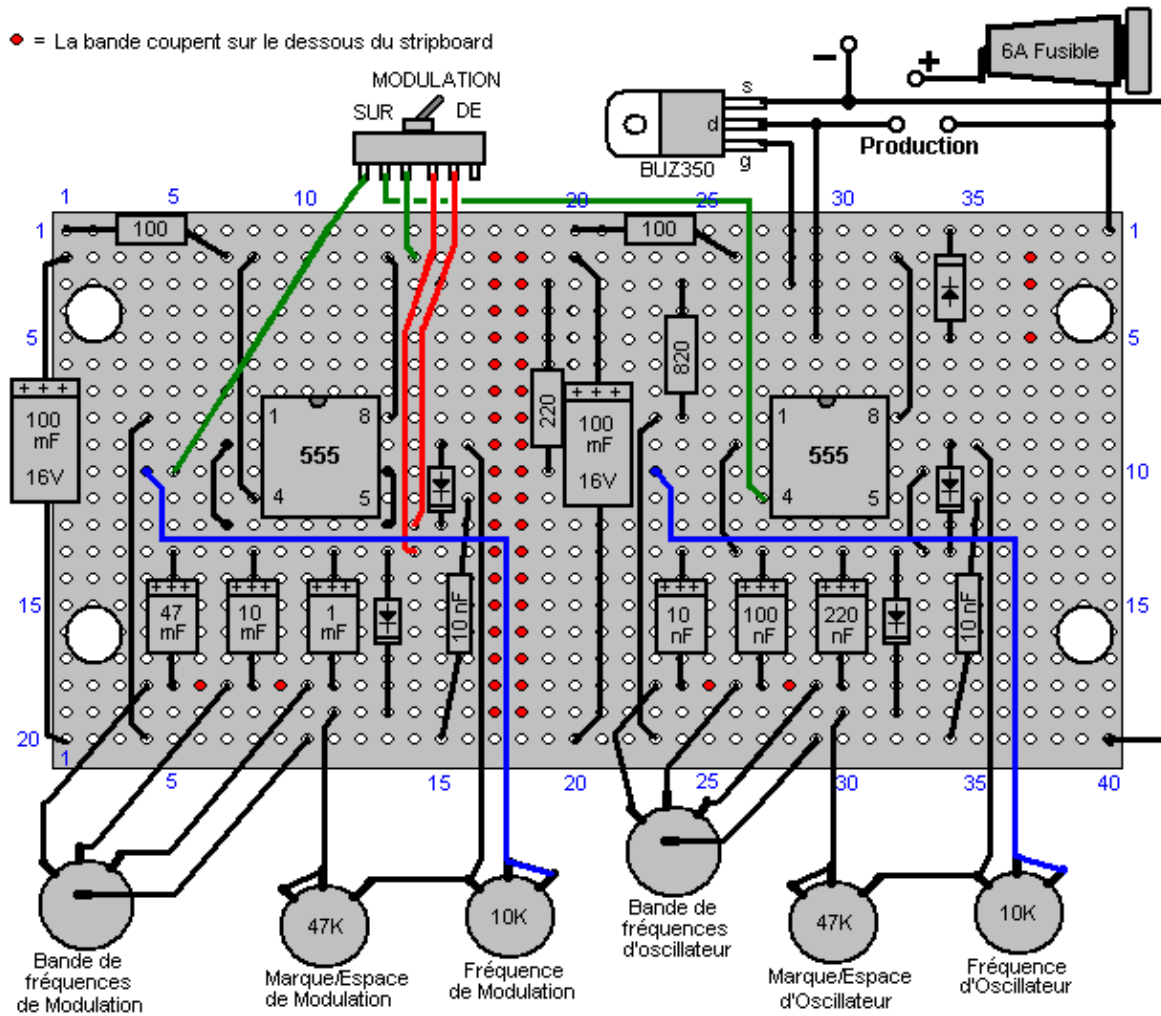 = La bande coupent sur le dessous du stripboard
MODULATION
SUR DE
6A Fusible
- +
s
d
g
BUZ350
Production
1 5 10 20 25 30 35
1 100 100 1
5 5
820
220
+ + + 100 mF 16V
+ + + 100 mF 16V
1 8 555 4 5
1 8 555 4 5
10 10
15 15
+++ 47 mF
+++ 10 mF
+++ 1 mF
10 nF
+++ 10 nF
+++ 100 nF
+++ 220 nF
10 nF
20
1 5 10 15 20 25 30 35 40
47K
10K
47K
10K
Bande de
fréquences
de Modulation
Marque/Espace
de Modulation
Fréquence
de Modulation
Bande de
fréquences
d'oscillateur
Marque/Espace
d'Oscillateur
Fréquence
d'Oscillateur